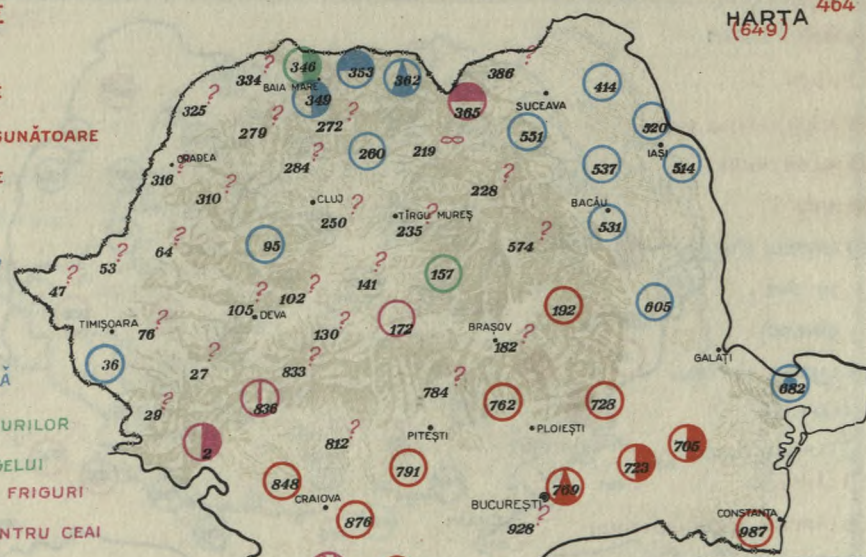 HARTA 464
(649)
SUNĂTOARE
Ă
URILOR
GELUI
FRIGURI
NTRU CEAI
334 ?
346
353
362
386 ?
414
BAIA MARE
349
365
SUCEAVA
325 ?
279 ?
272 ?
260
219 ∞
551
520
IAȘI
ORADEA
316 ?
284 ?
537
514
310 ?
CLUJ
228 ?
BACĂU
250 ?
TÎRGU MUREȘ
235 ?
531
64 ?
95
574 ?
53 ?
157
47 ?
141 ?
102 ?
105 ?
DEVA
192
605
TIMIȘOARA
76 ?
130 ?
172
BRAȘOV
182 ?
36
27 ?
833 ?
GALAȚI
682
29 ?
836
784 ?
762
728
2
812 ?
PITEȘTI
PLOIEȘTI
705
848
791
723
CRAIOVA
769
BUCUREȘTI
876
928 ?
CONSTANȚA
987